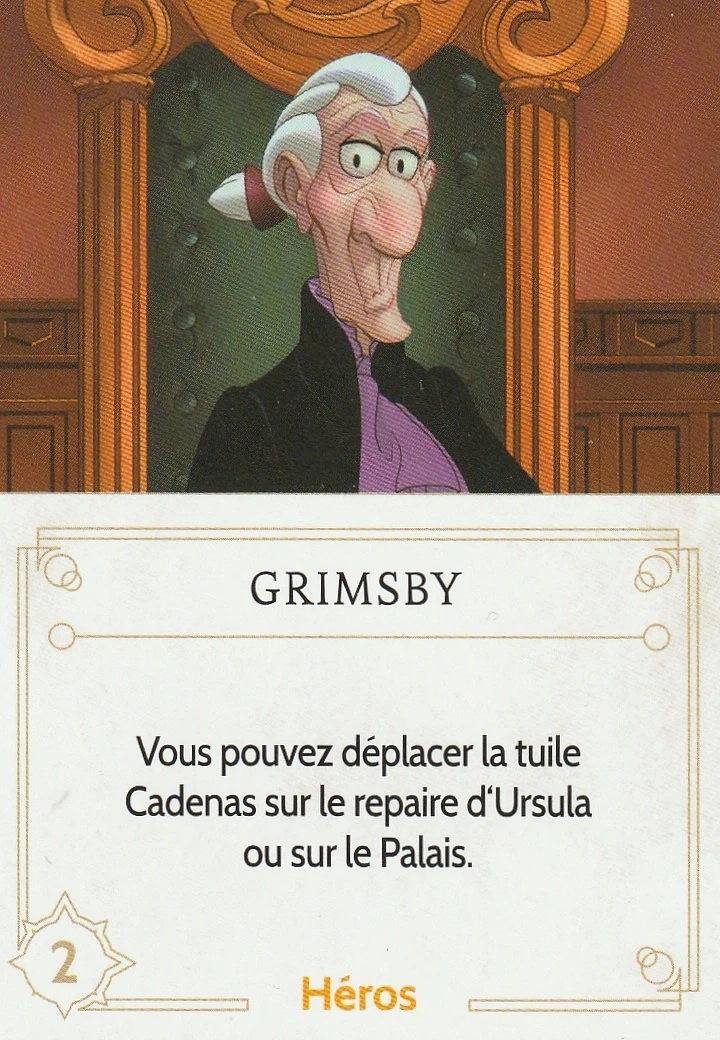 GRIMSBY
Vous pouvez déplacer la tuile
Cadenas sur le repaire d‘Ursula
ou sur le Palais.
2
Héros